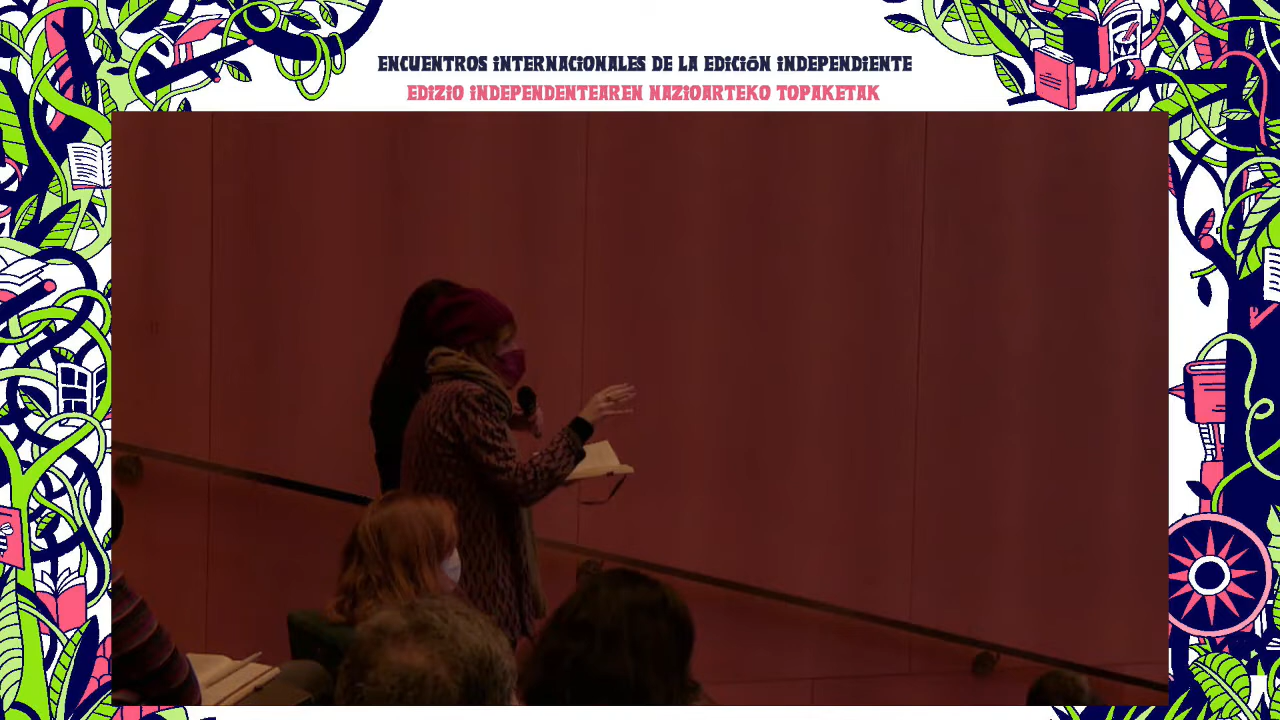 ENCUENTROS INTERNACIONALES DE LA EDICIÓN INDEPENDIENTE
EDIZIO INDEPENDENTEAREN NAZIOARTEKO TOPAKETAK